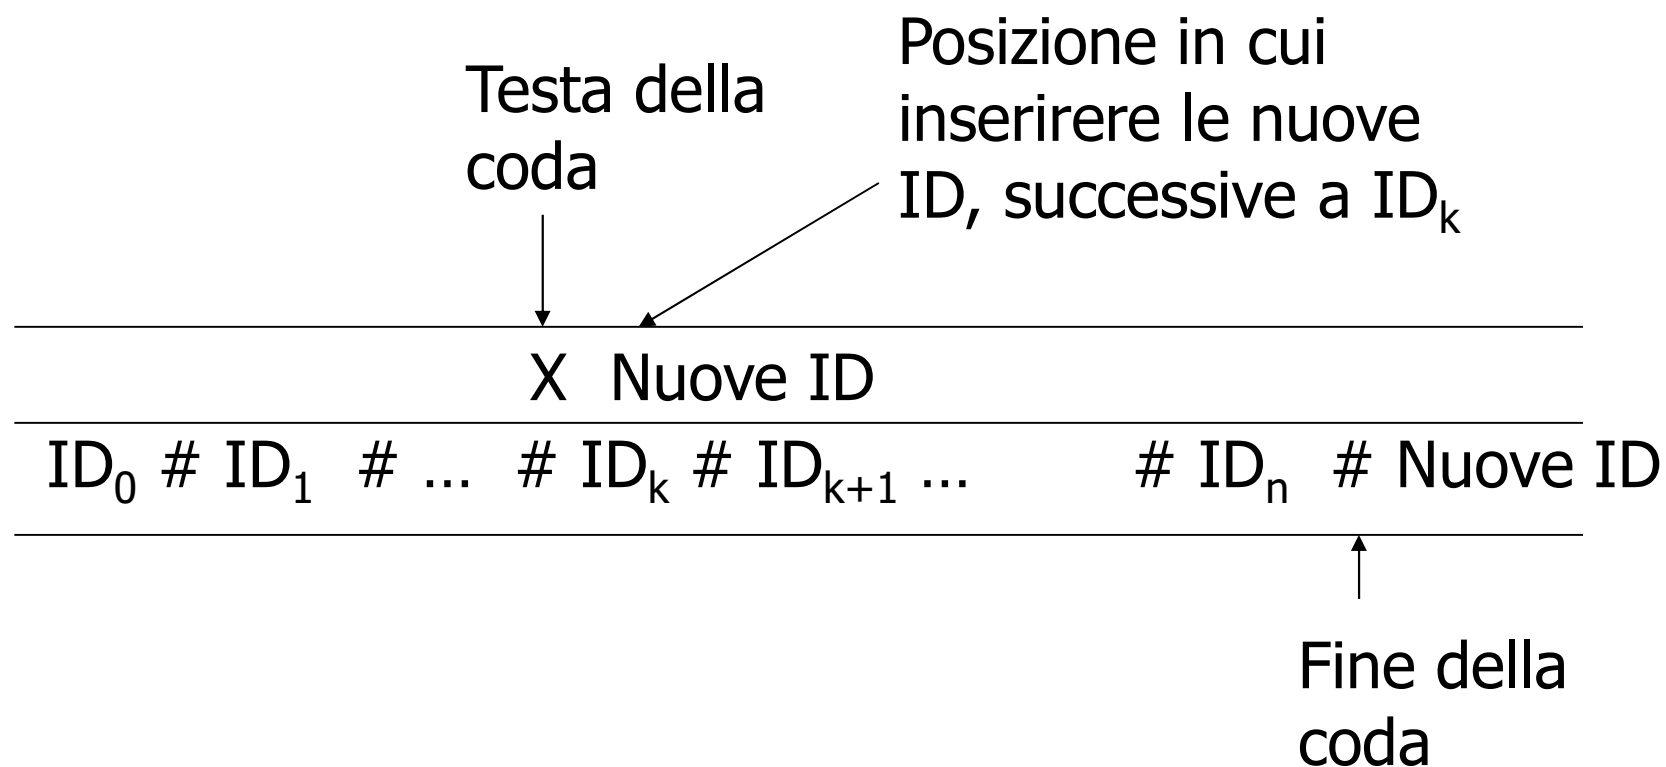 Testa della
coda
Posizione in cui
inserirere le nuove
ID, successive a IDk
X Nuove ID
ID0 # ID1 # ... # IDk # IDk+1 ... # IDn # Nuove ID
Fine della
coda